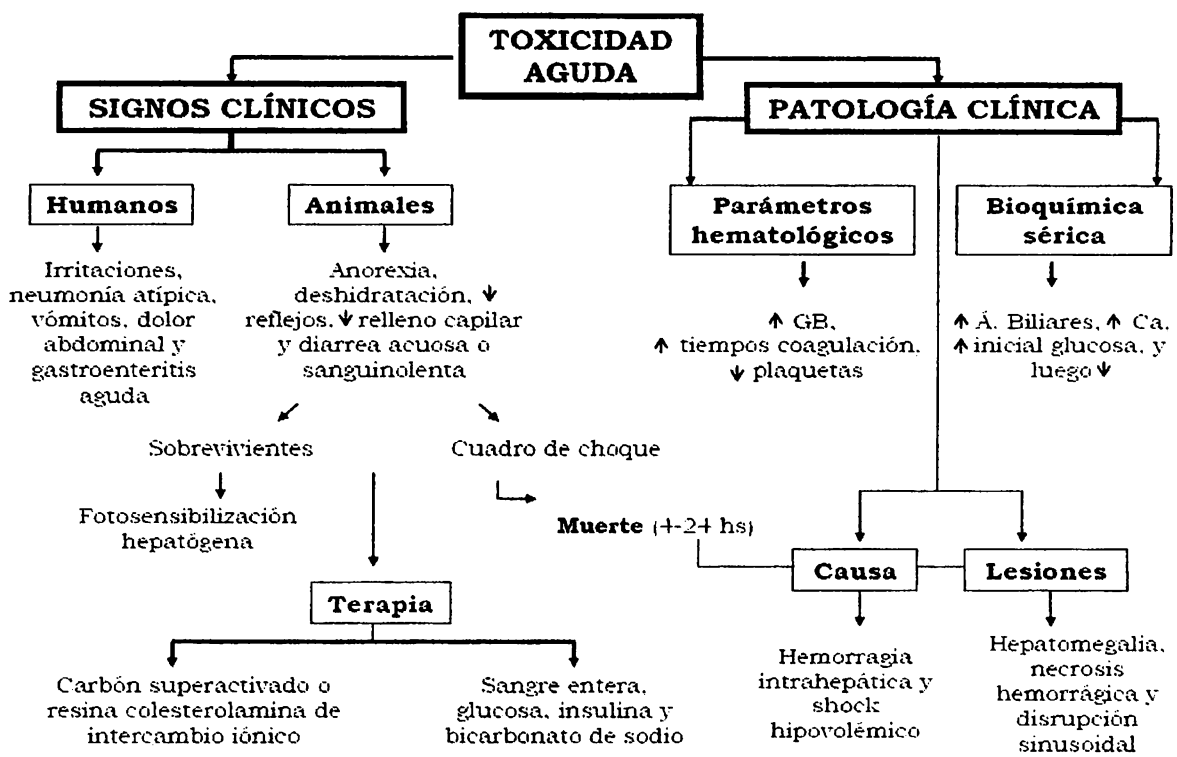 TOXICIDAD
AGUDA
SIGNOS CLÍNICOS
Humanos
Irritaciones,
neumonía atípica,
vómitos, dolor
abdominal y
gastroenteritis
aguda
Animales
Anorexia,
deshidratación, ↓
reflejos, ↓ relleno capilar
y diarrea acuosa o
sanguinolenta
Sobrevivientes
Fotosensibilización
hepatógena
Cuadro de choque
Muerte (4-24 hs)
Terapia
Carbón superactivado o
resina colesterolamina de
intercambio iónico
Sangre entera,
glucosa, insulina y
bicarbonato de sodio
PATOLOGÍA CLÍNICA
Parámetros
hematológicos
↑ GB,
↑ tiempos coagulación,
↓ plaquetas
Bioquímica
sérica
↑ Á. Biliares, ↑ Ca,
↑ inicial glucosa, y
luego ↓
Causa
Hemorragia
intrahepática y
shock
hipovolémico
Lesiones
Hepatomegalia,
necrosis
hemorrágica y
disrupción
sinusoidal